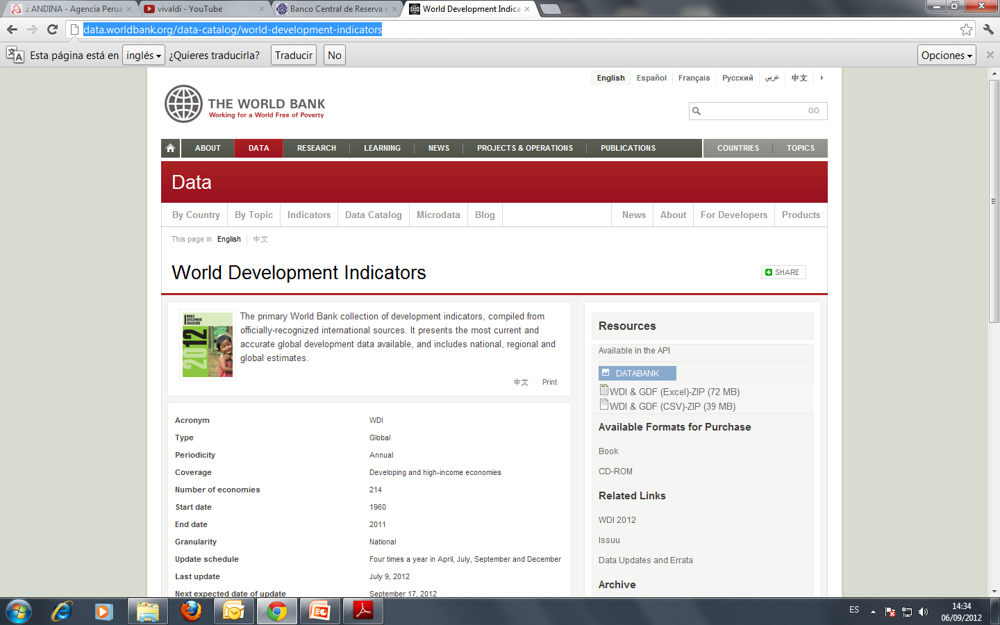 .: ANDINA - Agencia Perua
vivaldi - YouTube
Banco Central de Reserva d
World Development Indica
data.worldbank.org/data-catalog/world-development-indicators
Esta página está en inglés ¿Quieres traducirla? Traducir No Opciones
English Español Français Русский عربي 中文
THE WORLD BANK
Working for a World Free of Poverty
GO
ABOUT DATA RESEARCH LEARNING NEWS PROJECTS & OPERATIONS PUBLICATIONS COUNTRIES TOPICS
Data
By Country By Topic Indicators Data Catalog Microdata Blog News About For Developers Products
This page in English 中文
World Development Indicators
SHARE
WORLD
DEVELOPMENT
INDICATORS
2012
The primary World Bank collection of development indicators, compiled from
officially-recognized international sources. It presents the most current and
accurate global development data available, and includes national, regional and
global estimates.
中文 Print
Acronym WDI
Type Global
Periodicity Annual
Coverage Developing and high-income economies
Number of economies 214
Start date 1960
End date 2011
Granularity National
Update schedule Four times a year in April, July, September and December
Last update July 9, 2012
Next expected date of update September 17, 2012
Resources
Available in the API
DATABANK
WDI & GDF (Excel)-ZIP (72 MB)
WDI & GDF (CSV)-ZIP (39 MB)
Available Formats for Purchase
Book
CD-ROM
Related Links
WDI 2012
Issuu
Data Updates and Errata
Archive
ES
14:34
06/09/2012